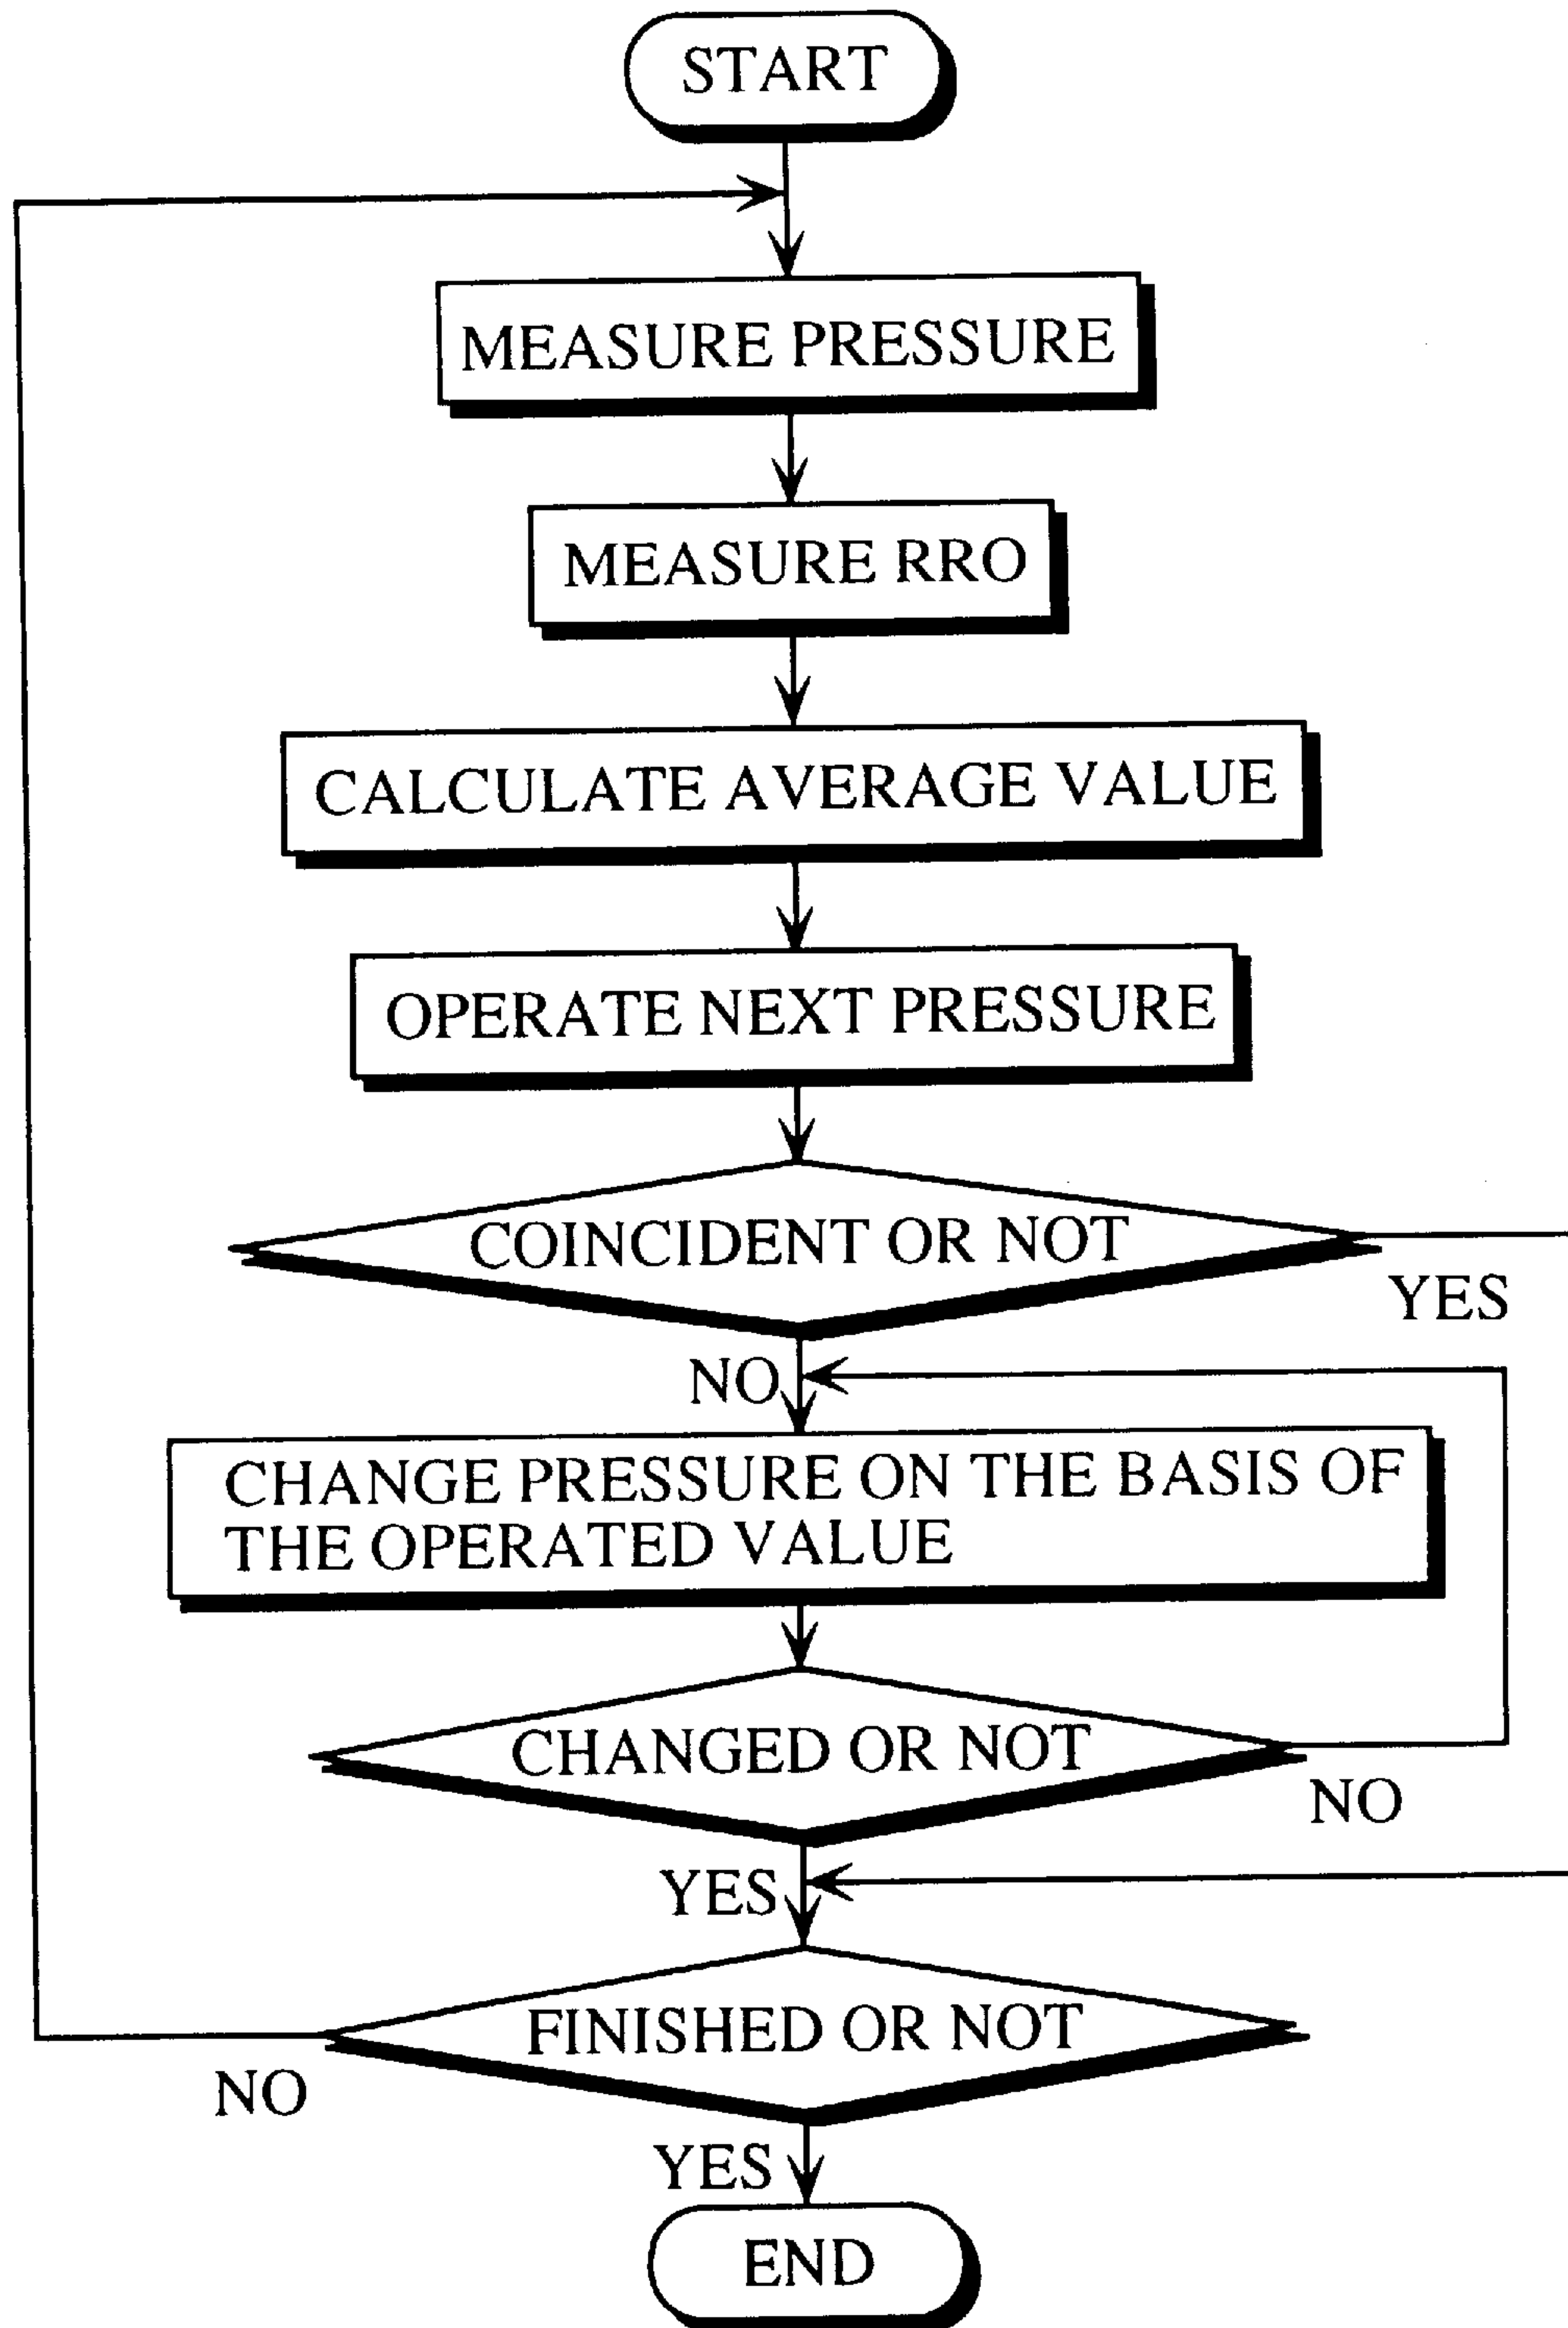 START
MEASURE PRESSURE
MEASURE RRO
CALCULATE AVERAGE VALUE
OPERATE NEXT PRESSURE
COINCIDENT OR NOT
YES
NO
CHANGE PRESSURE ON THE BASIS OF
THE OPERATED VALUE
CHANGED OR NOT
NO
YES
FINISHED OR NOT
NO
YES
END